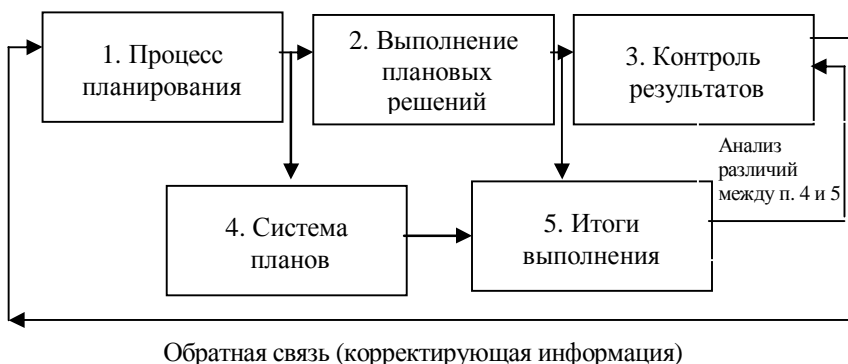 1. Процесс
планирования
2. Выполнение
плановых
решений
3. Контроль
результатов
Анализ
различий
между п. 4 и 5
4. Система
планов
5. Итоги
выполнения
Обратная связь (корректирующая информация)